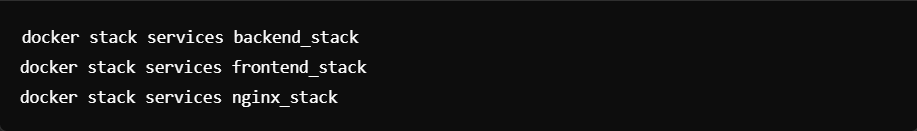 docker stack services backend_stack
docker stack services frontend_stack
docker stack services nginx_stack